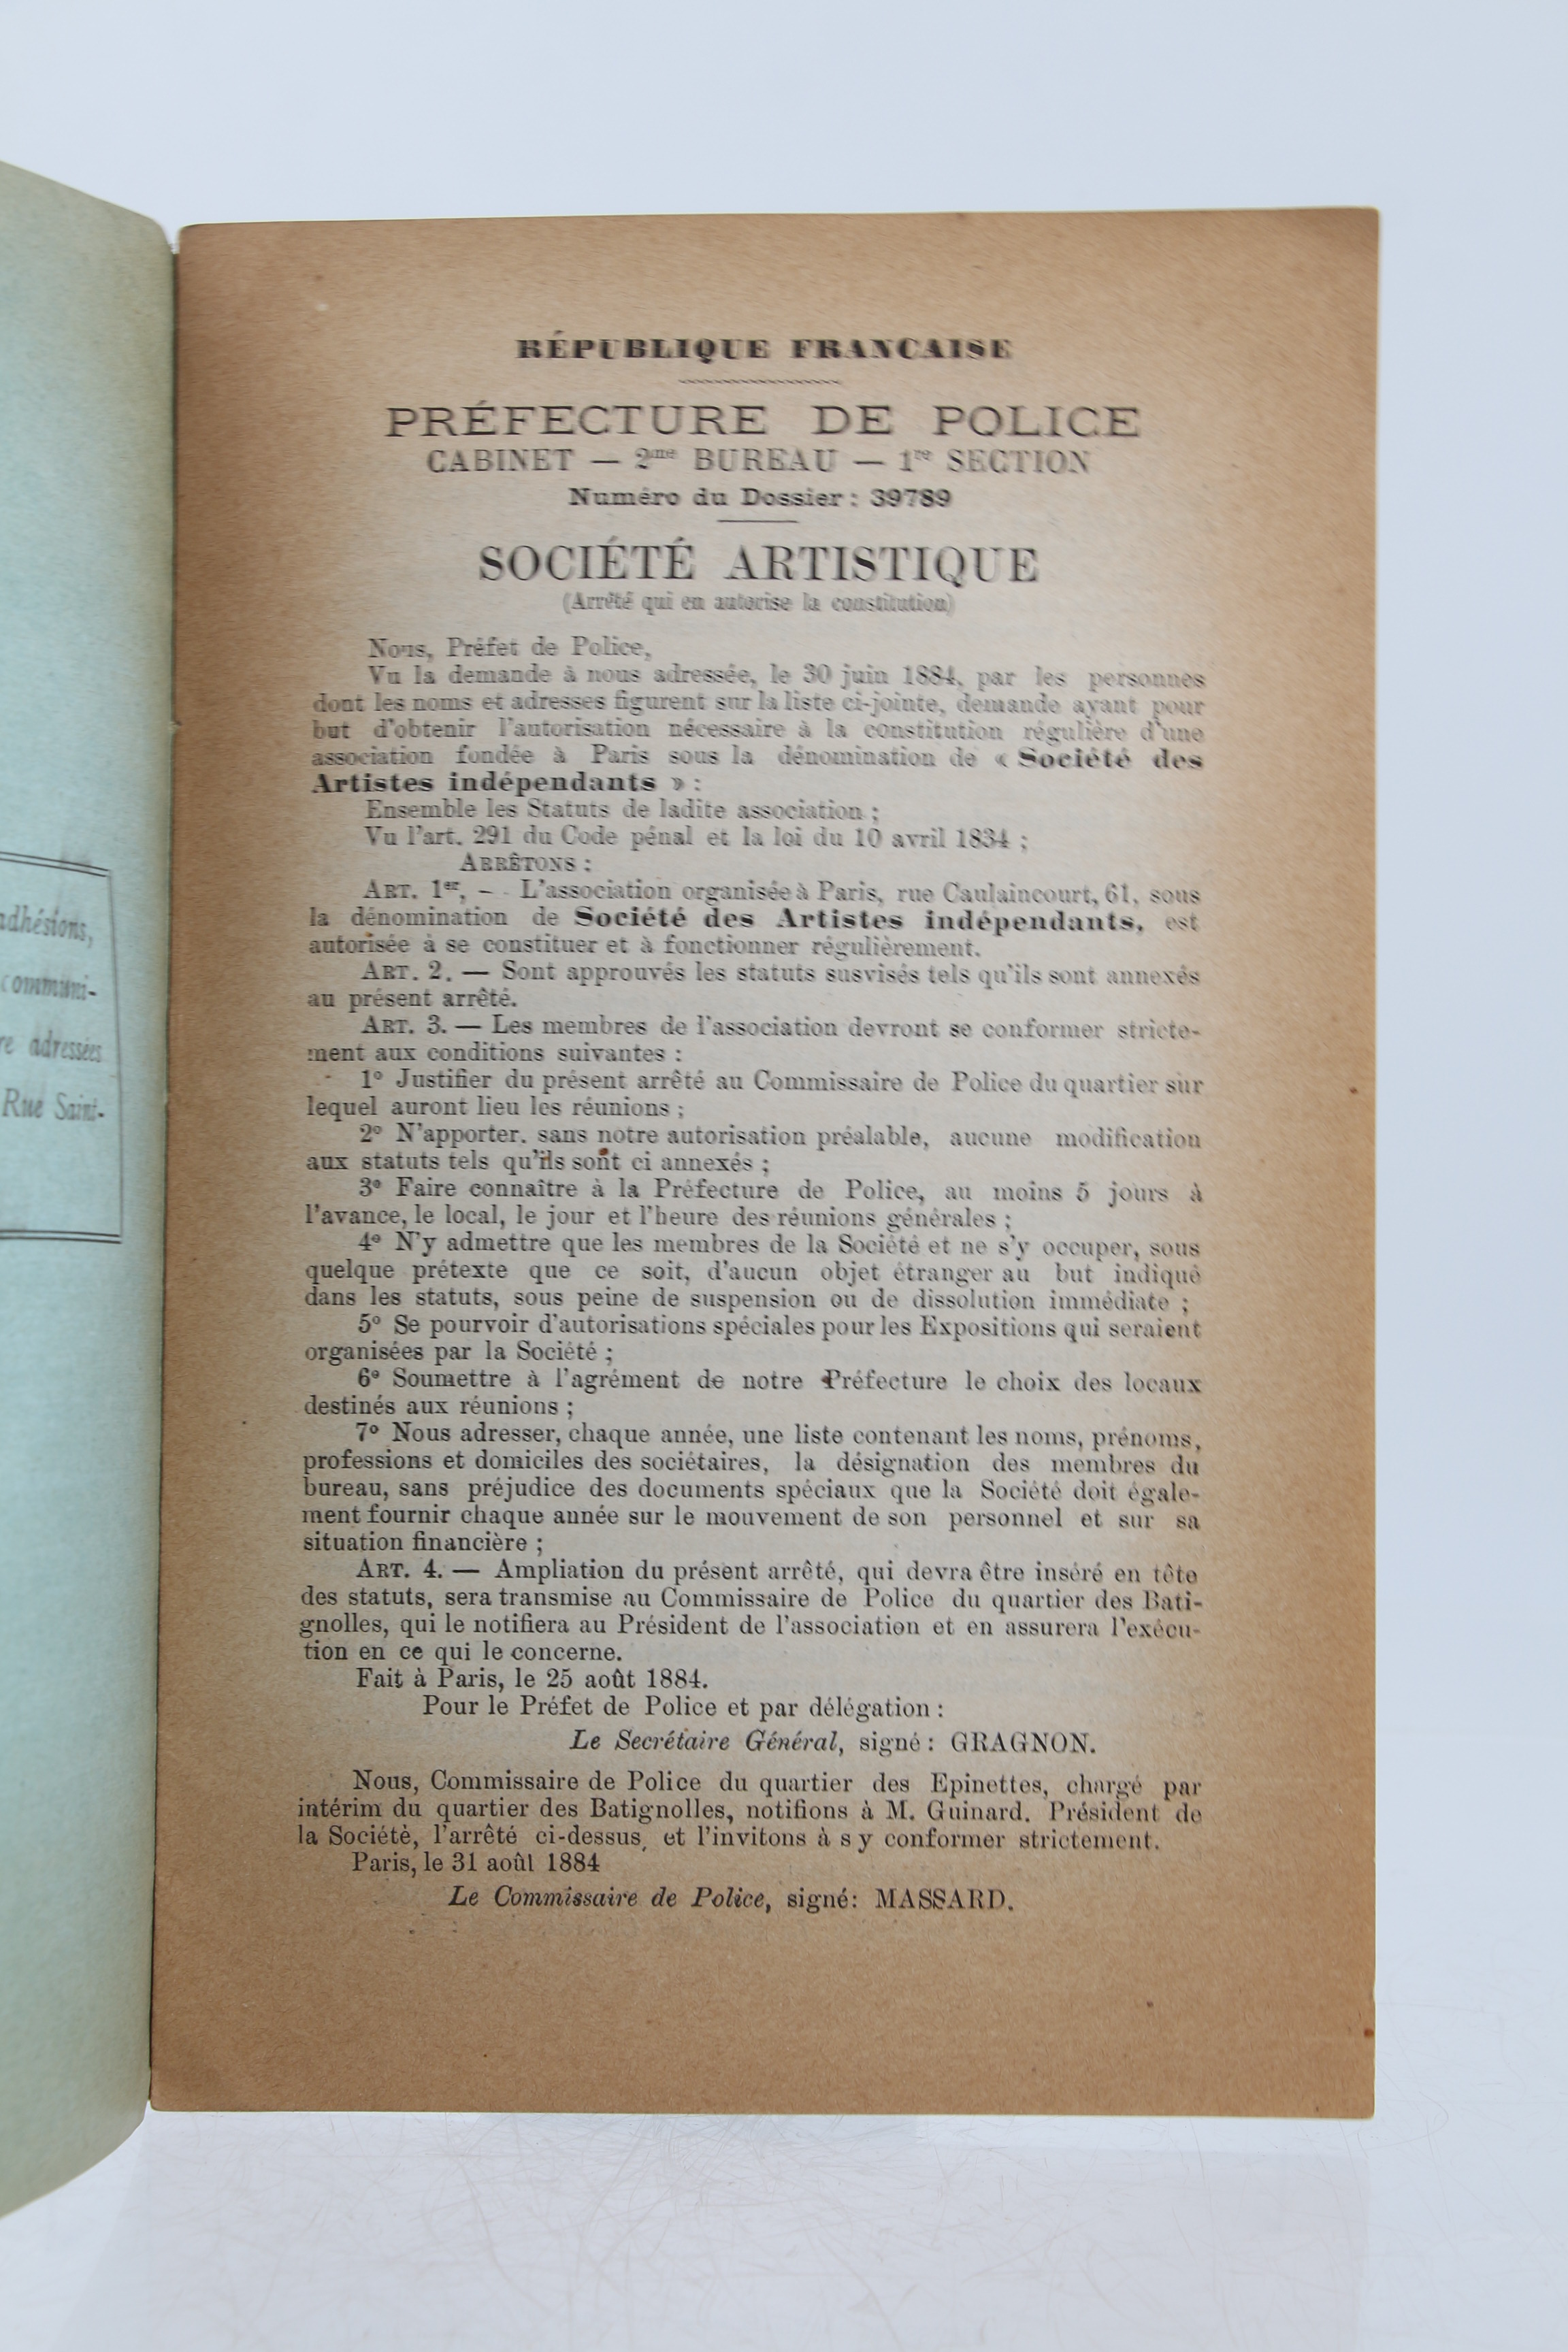 adhésions,
communi-
re adressées
Rue Saint-
RÉPUBLIQUE FRANCAISE
PRÉFECTURE DE POLICE
CABINET — 2me BUREAU — 1re SECTION
Numéro du Dossier : 39789
SOCIÉTÉ ARTISTIQUE
(Arrêté qui en autorise la constitution)
Nous, Préfet de Police,
Vu la demande à nous adressée, le 30 juin 1884, par les personnes
dont les noms et adresses figurent sur la liste ci-jointe, demande ayant pour
but d'obtenir l'autorisation nécessaire à la constitution régulière d'une
association fondée à Paris sous la dénomination de « Société des
Artistes indépendants » :
Ensemble les Statuts de ladite association ;
Vu l'art. 291 du Code pénal et la loi du 10 avril 1834 ;
ARRÊTONS :
ART. 1er, — L'association organisée à Paris, rue Caulaincourt, 61, sous
la dénomination de Société des Artistes indépendants, est
autorisée à se constituer et à fonctionner régulièrement.
ART. 2. — Sont approuvés les statuts susvisés tels qu'ils sont annexés
au présent arrêté.
ART. 3. — Les membres de l'association devront se conformer stricte-
ment aux conditions suivantes :
1° Justifier du présent arrêté au Commissaire de Police du quartier sur
lequel auront lieu les réunions ;
2° N'apporter. sans notre autorisation préalable, aucune modification
aux statuts tels qu'ils sont ci annexés ;
3° Faire connaître à la Préfecture de Police, au moins 5 jours à
l'avance, le local, le jour et l'heure des réunions générales ;
4° N'y admettre que les membres de la Société et ne s'y occuper, sous
quelque prétexte que ce soit, d'aucun objet étranger au but indiqué
dans les statuts, sous peine de suspension ou de dissolution immédiate ;
5° Se pourvoir d'autorisations spéciales pour les Expositions qui seraient
organisées par la Société ;
6° Soumettre à l'agrément de notre Préfecture le choix des locaux
destinés aux réunions ;
7° Nous adresser, chaque année, une liste contenant les noms, prénoms,
professions et domiciles des sociétaires, la désignation des membres du
bureau, sans préjudice des documents spéciaux que la Société doit égale-
ment fournir chaque année sur le mouvement de son personnel et sur sa
situation financière ;
ART. 4. — Ampliation du présent arrêté, qui devra être inséré en tête
des statuts, sera transmise au Commissaire de Police du quartier des Bati-
gnolles, qui le notifiera au Président de l'association et en assurera l'exécu-
tion en ce qui le concerne.
Fait à Paris, le 25 août 1884.
Pour le Préfet de Police et par délégation :
Le Secrétaire Général, signé : GRAGNON.
Nous, Commissaire de Police du quartier des Epinettes, chargé par
intérim du quartier des Batignolles, notifions à M. Guinard. Président de
la Société, l'arrêté ci-dessus, et l'invitons à s y conformer strictement.
Paris, le 31 août 1884
Le Commissaire de Police, signé: MASSARD.